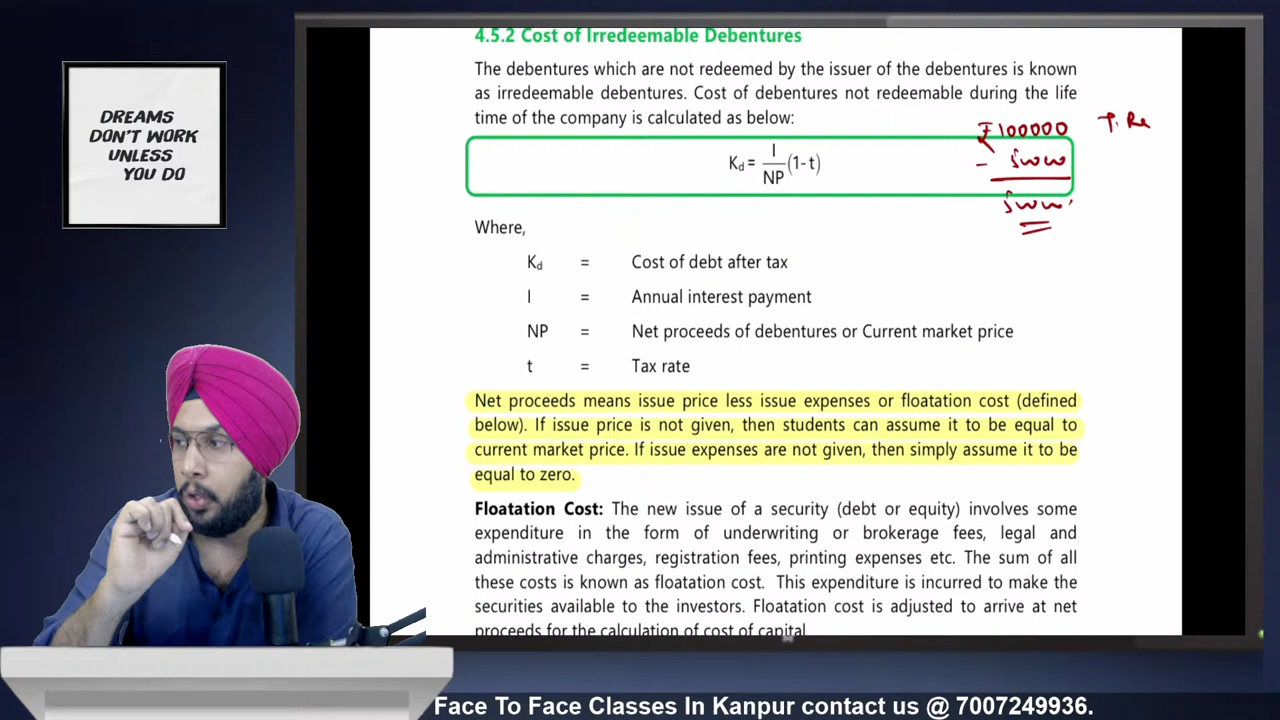 DREAMS
DON'T WORK
UNLESS
YOU DO
4.5.2 Cost of Irredeemable Debentures
The debentures which are not redeemed by the issuer of the debentures is known
as irredeemable debentures. Cost of debentures not redeemable during the life
time of the company is calculated as below:
₹100000
Kd = I/NP (1-t)
Where,
Kd = Cost of debt after tax
I = Annual interest payment
NP = Net proceeds of debentures or Current market price
t = Tax rate
Net proceeds means issue price less issue expenses or floatation cost (defined
below). If issue price is not given, then students can assume it to be equal to
current market price. If issue expenses are not given, then simply assume it to be
equal to zero.
Floatation Cost: The new issue of a security (debt or equity) involves some
expenditure in the form of underwriting or brokerage fees, legal and
administrative charges, registration fees, printing expenses etc. The sum of all
these costs is known as floatation cost. This expenditure is incurred to make the
securities available to the investors. Floatation cost is adjusted to arrive at net
proceeds for the calculation of cost of capital
Face To Face Classes In Kanpur contact us @ 7007249936.